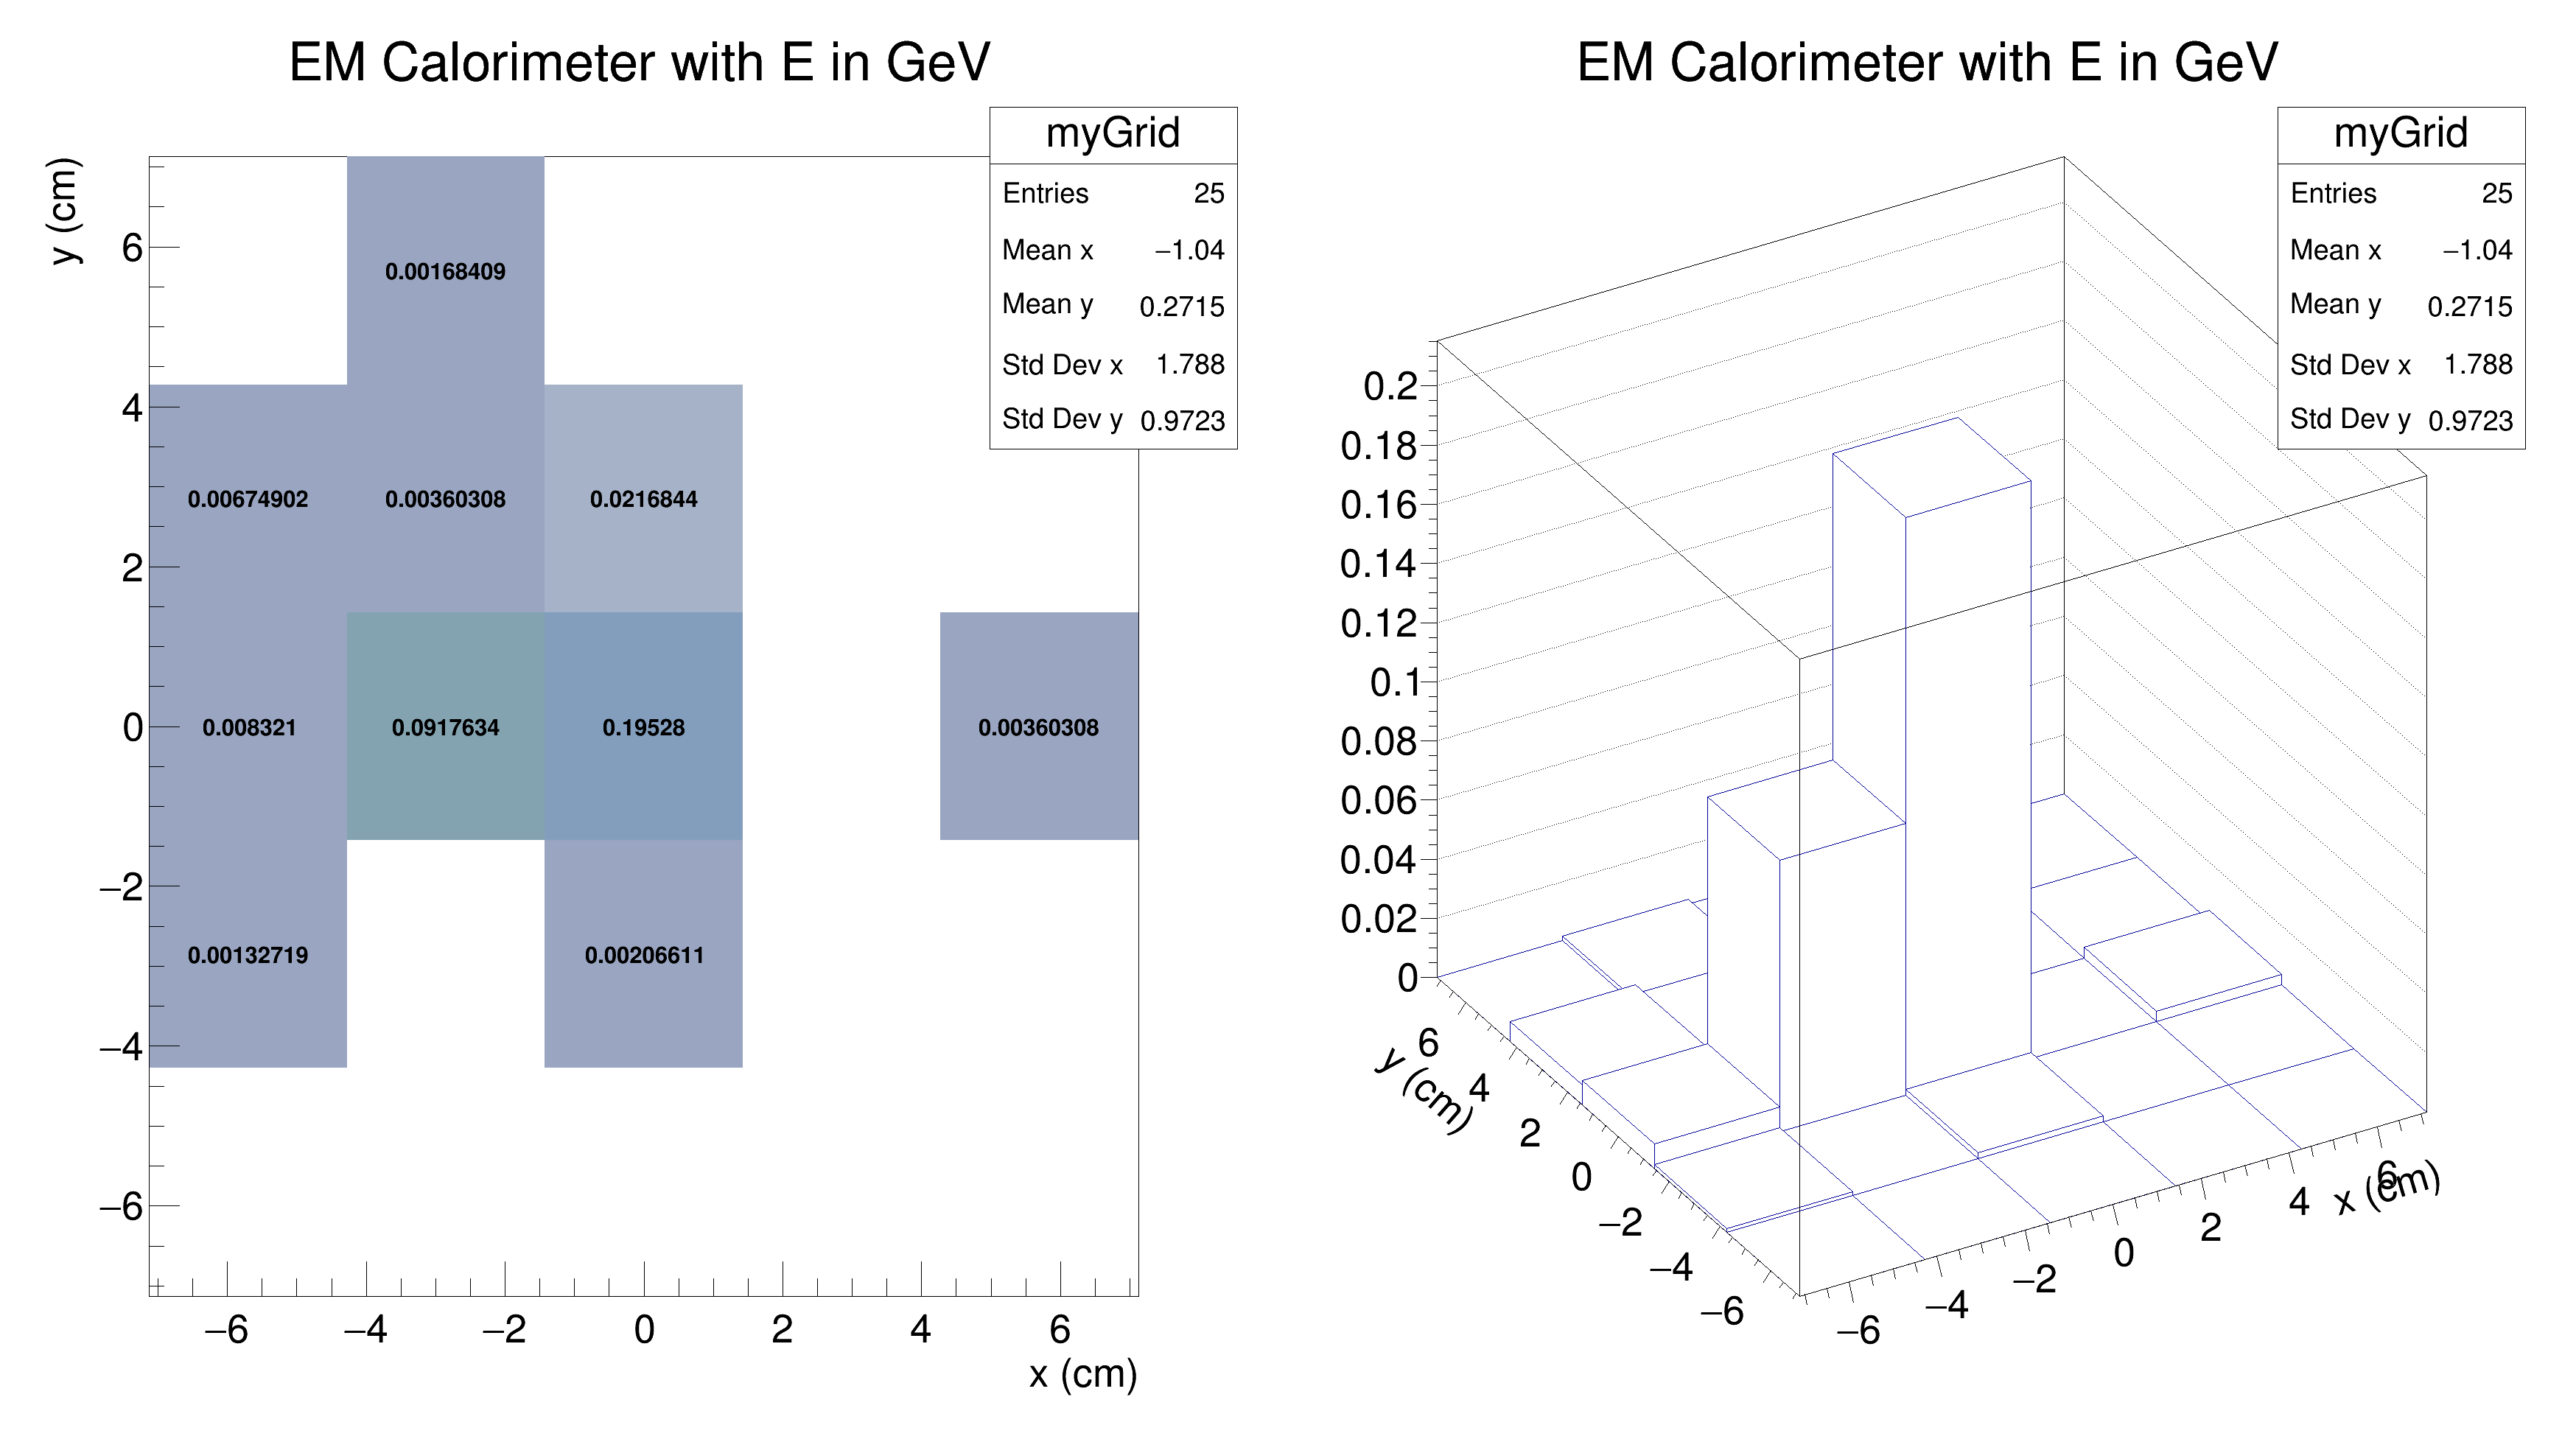 EM Calorimeter with E in GeV
myGrid
Entries 25
Mean x −1.04
Mean y 0.2715
Std Dev x 1.788
Std Dev y 0.9723
y (cm)
6
4
2
0
−2
−4
−6
0.00168409
0.00674902 0.00360308 0.0216844
0.008321 0.0917634 0.19528 0.00360308
0.00132719 0.00206611
−6 −4 −2 0 2 4 6
x (cm)
EM Calorimeter with E in GeV
myGrid
Entries 25
Mean x −1.04
Mean y 0.2715
Std Dev x 1.788
Std Dev y 0.9723
0.2
0.18
0.16
0.14
0.12
0.1
0.08
0.06
0.04
0.02
0
y (cm)
6
4
2
0
−2
−4
−6
−6 −4 −2 0 2 4 6
x (cm)